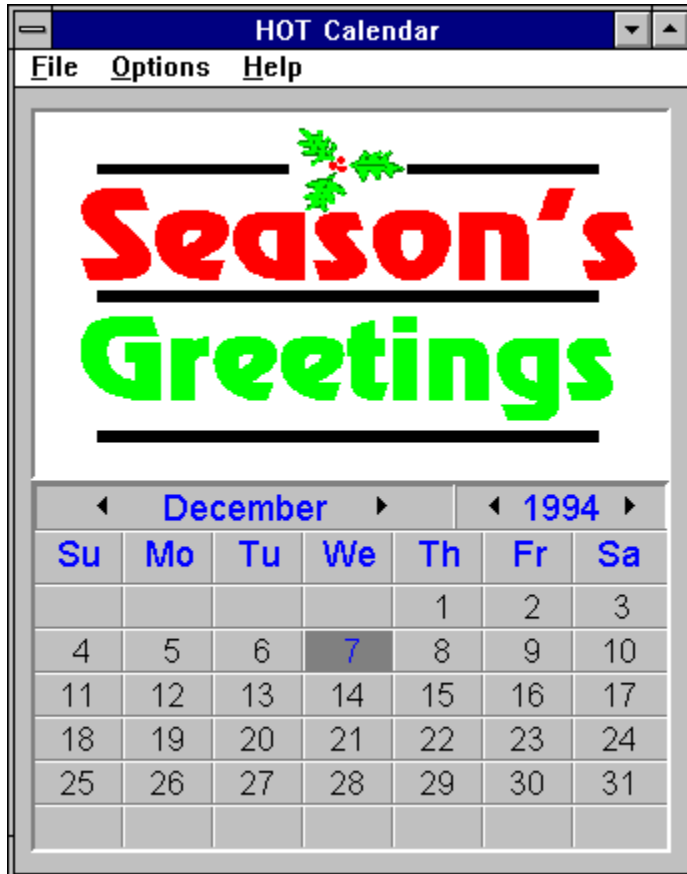 HOT Calendar
File Options Help
Season's
Greetings
December 1994
Su Mo Tu We Th Fr Sa
1 2 3
4 5 6 7 8 9 10
11 12 13 14 15 16 17
18 19 20 21 22 23 24
25 26 27 28 29 30 31